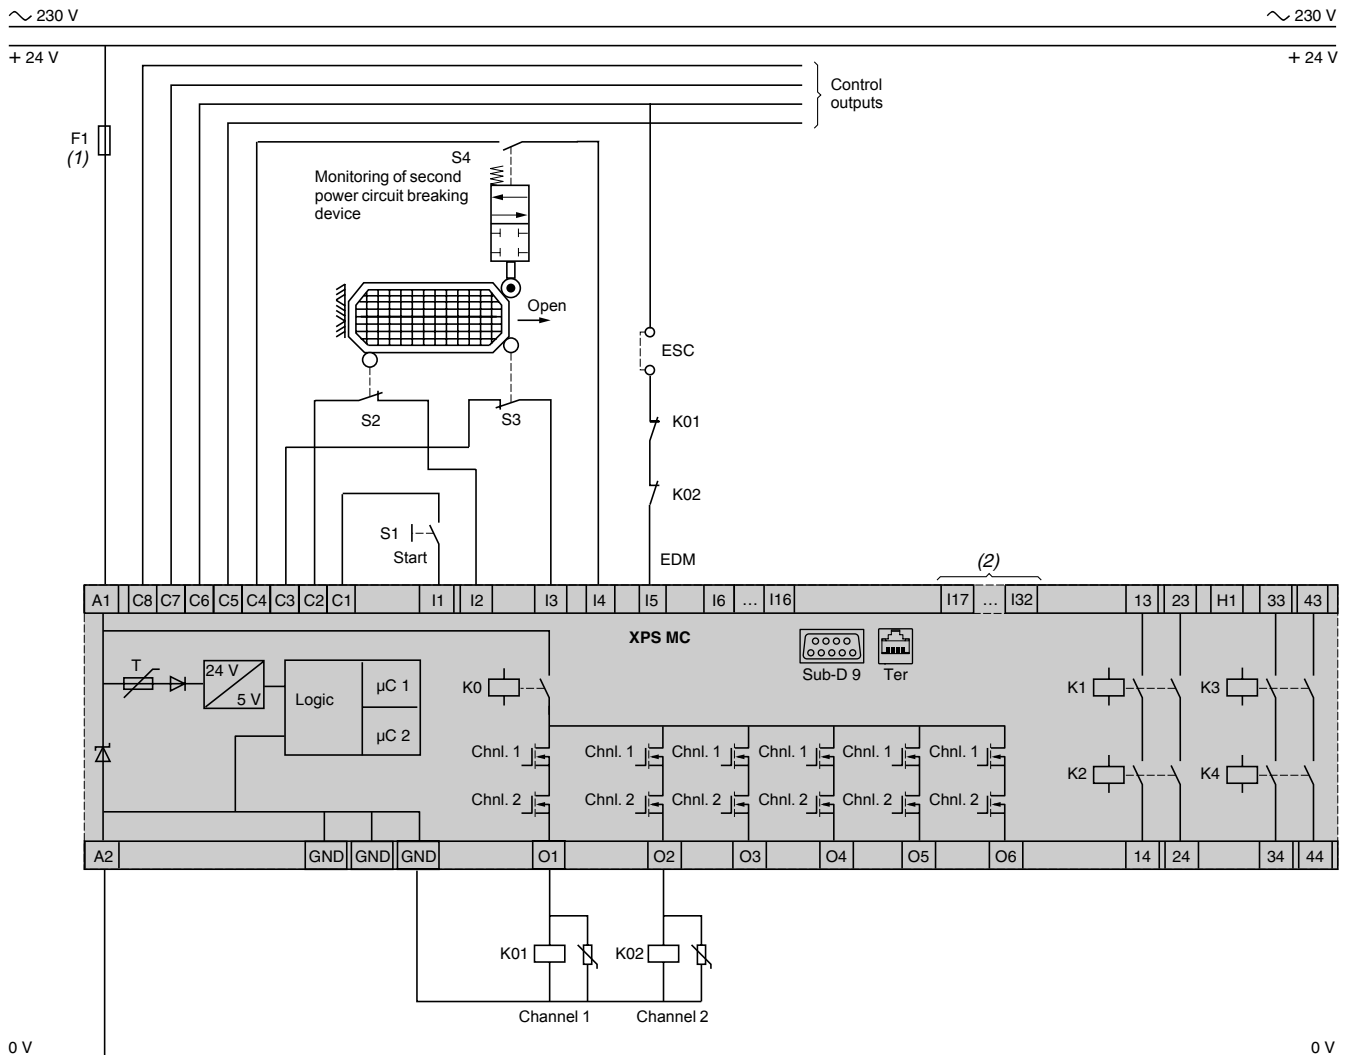 230 V
230 V
+ 24 V
+ 24 V
Control
outputs
F1
(1)
S4
Monitoring of second
power circuit breaking
device
Open
ESC
S2
S3
K01
K02
S1
Start
EDM
(2)
A1 C8 C7 C6 C5 C4 C3 C2 C1 I1 I2 I3 I4 I5 I6 ... I16 I17 ... I32 13 23 H1 33 43
XPS MC
Sub-D 9
Ter
T
24 V
5 V
Logic
µC 1
µC 2
K0
K1
K3
Chnl. 1 Chnl. 1 Chnl. 1 Chnl. 1 Chnl. 1 Chnl. 1
K2
K4
Chnl. 2 Chnl. 2 Chnl. 2 Chnl. 2 Chnl. 2 Chnl. 2
A2 GND GND GND O1 O2 O3 O4 O5 O6 14 24 34 44
K01
K02
Channel 1
Channel 2
0 V
0 V